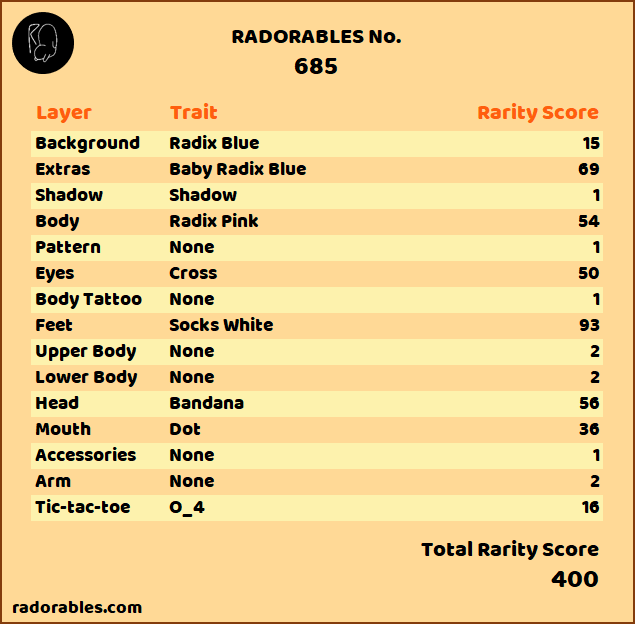 RADORABLES No.
685
Layer Trait Rarity Score
Background Radix Blue 15
Extras Baby Radix Blue 69
Shadow Shadow 1
Body Radix Pink 54
Pattern None 1
Eyes Cross 50
Body Tattoo None 1
Feet Socks White 93
Upper Body None 2
Lower Body None 2
Head Bandana 56
Mouth Dot 36
Accessories None 1
Arm None 2
Tic-tac-toe O_4 16
Total Rarity Score
400
radorables.com